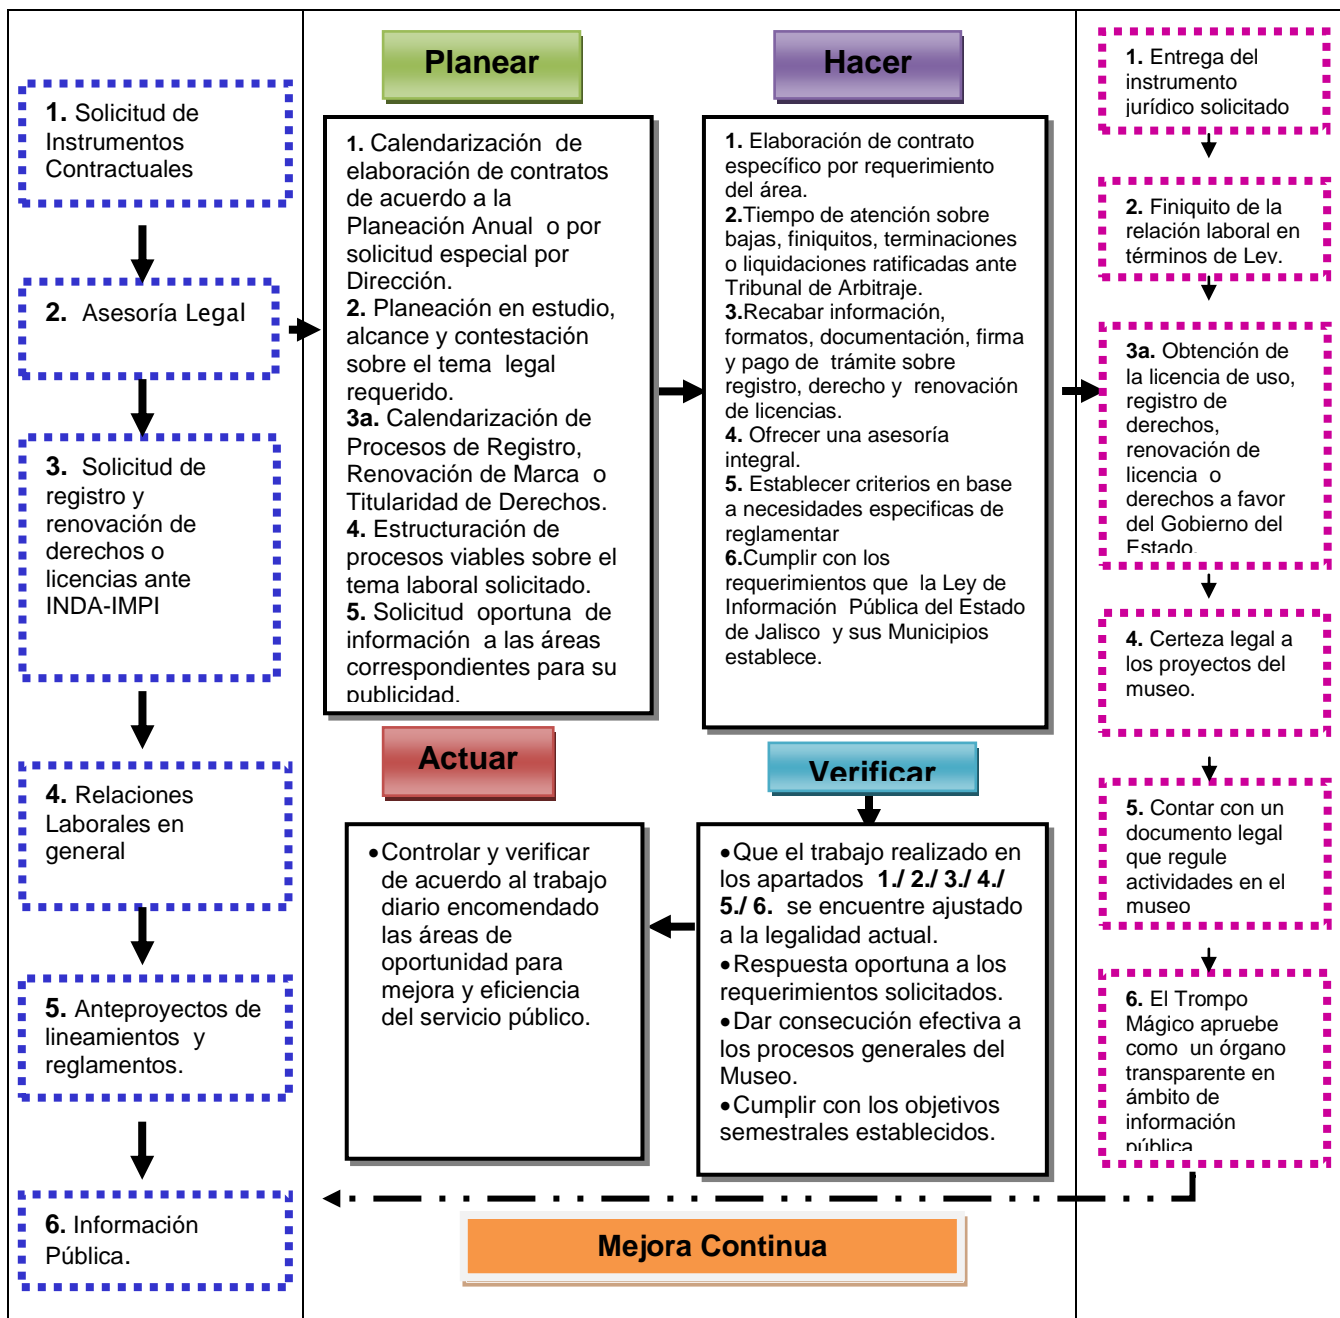 1. Solicitud de
Instrumentos
Contractuales
2. Asesoría Legal
3. Solicitud de
registro y
renovación de
derechos o
licencias ante
INDA-IMPI
4. Relaciones
Laborales en
general
5. Anteproyectos de
lineamientos y
reglamentos.
6. Información
Pública.
Planear
1. Calendarización de
elaboración de contratos
de acuerdo a la
Planeación Anual o por
solicitud especial por
Dirección.
2. Planeación en estudio,
alcance y contestación
sobre el tema legal
requerido.
3a. Calendarización de
Procesos de Registro,
Renovación de Marca o
Titularidad de Derechos.
4. Estructuración de
procesos viables sobre el
tema laboral solicitado.
5. Solicitud oportuna de
información a las áreas
correspondientes para su
publicidad.
Hacer
1. Elaboración de contrato
específico por requerimiento
del área.
2.Tiempo de atención sobre
bajas, finiquitos, terminaciones
o liquidaciones ratificadas ante
Tribunal de Arbitraje.
3.Recabar información,
formatos, documentación, firma
y pago de trámite sobre
registro, derecho y renovación
de licencias.
4. Ofrecer una asesoría
integral.
5. Establecer criterios en base
a necesidades especificas de
reglamentar
6.Cumplir con los
requerimientos que la Ley de
Información Pública del Estado
de Jalisco y sus Municipios
establece.
Actuar
•Controlar y verificar
de acuerdo al trabajo
diario encomendado
las áreas de
oportunidad para
mejora y eficiencia
del servicio público.
Verificar
•Que el trabajo realizado en
los apartados 1./ 2./ 3./ 4./
5./ 6. se encuentre ajustado
a la legalidad actual.
•Respuesta oportuna a los
requerimientos solicitados.
•Dar consecución efectiva a
los procesos generales del
Museo.
•Cumplir con los objetivos
semestrales establecidos.
Mejora Continua
1. Entrega del
instrumento
jurídico solicitado
2. Finiquito de la
relación laboral en
términos de Ley.
3a. Obtención de
la licencia de uso,
registro de
derechos,
renovación de
licencia o
derechos a favor
del Gobierno del
Estado.
4. Certeza legal a
los proyectos del
museo.
5. Contar con un
documento legal
que regule
actividades en el
museo
6. El Trompo
Mágico apruebe
como un órgano
transparente en
ámbito de
información
pública